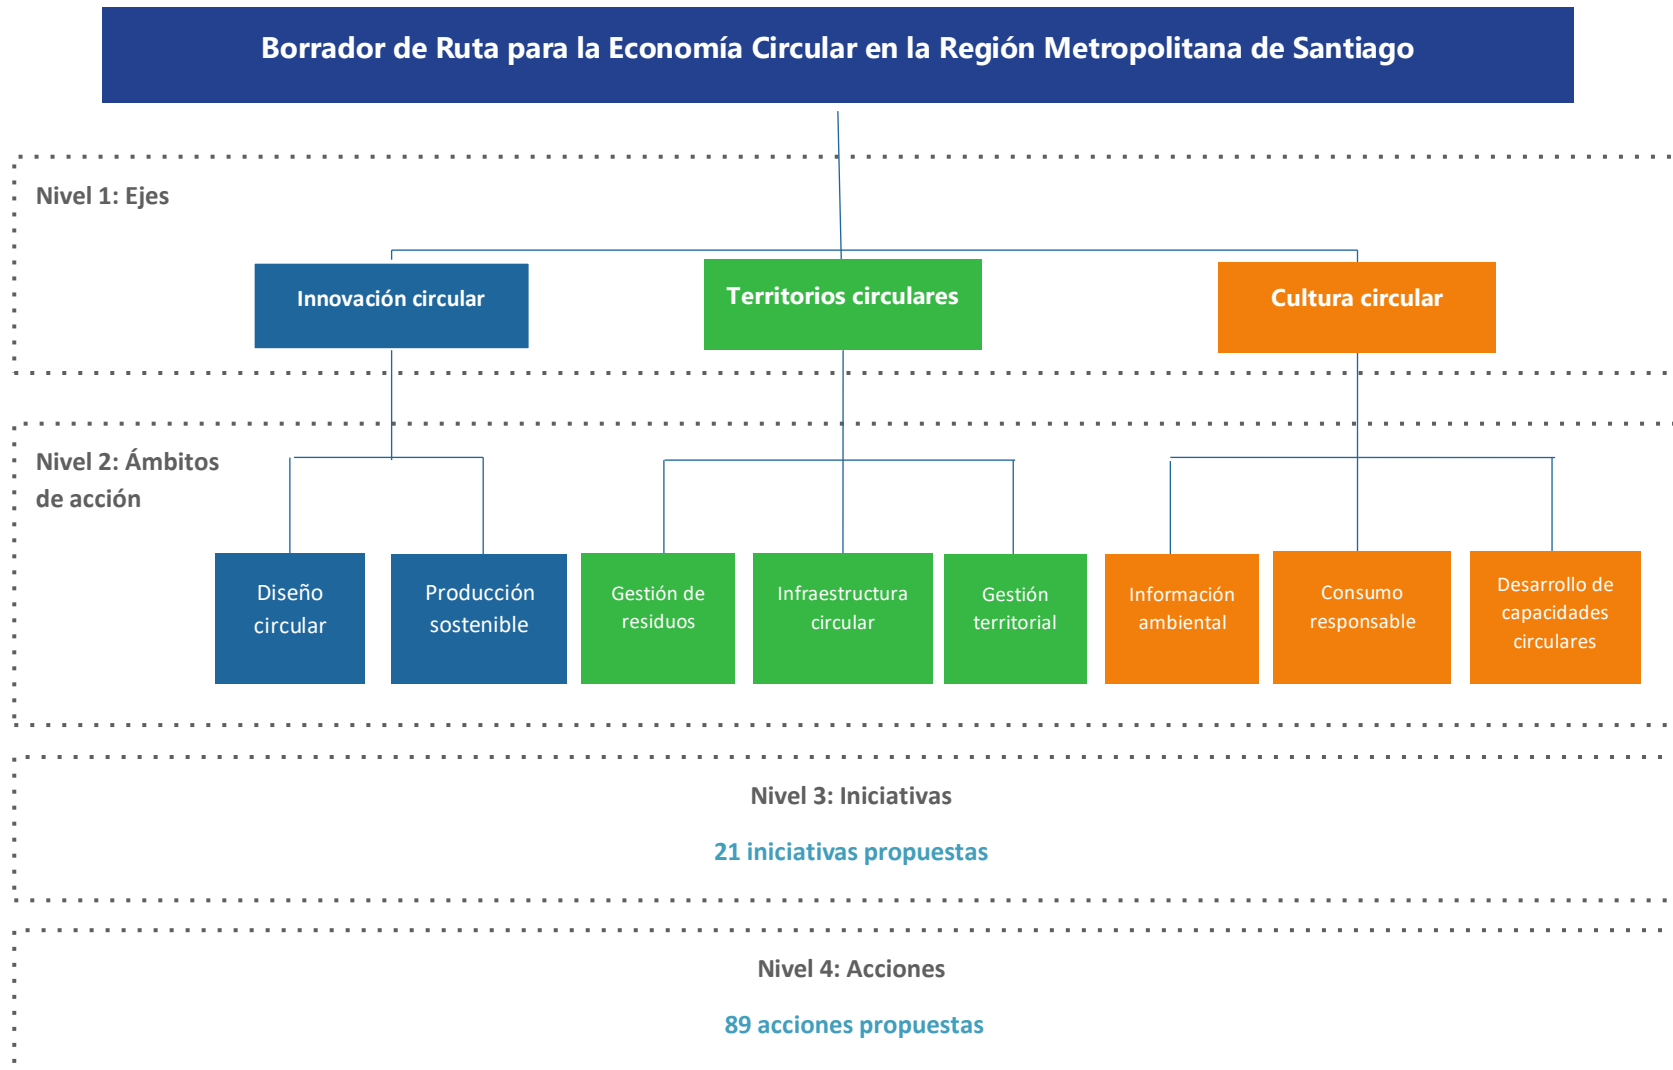 Borrador de Ruta para la Economía Circular en la Región Metropolitana de Santiago
Nivel 1: Ejes
Innovación circular
Territorios circulares
Cultura circular
Nivel 2: Ámbitos
de acción
Diseño
circular
Producción
sostenible
Gestión de
residuos
Infraestructura
circular
Gestión
territorial
Información
ambiental
Consumo
responsable
Desarrollo de
capacidades
circulares
Nivel 3: Iniciativas
21 iniciativas propuestas
Nivel 4: Acciones
89 acciones propuestas